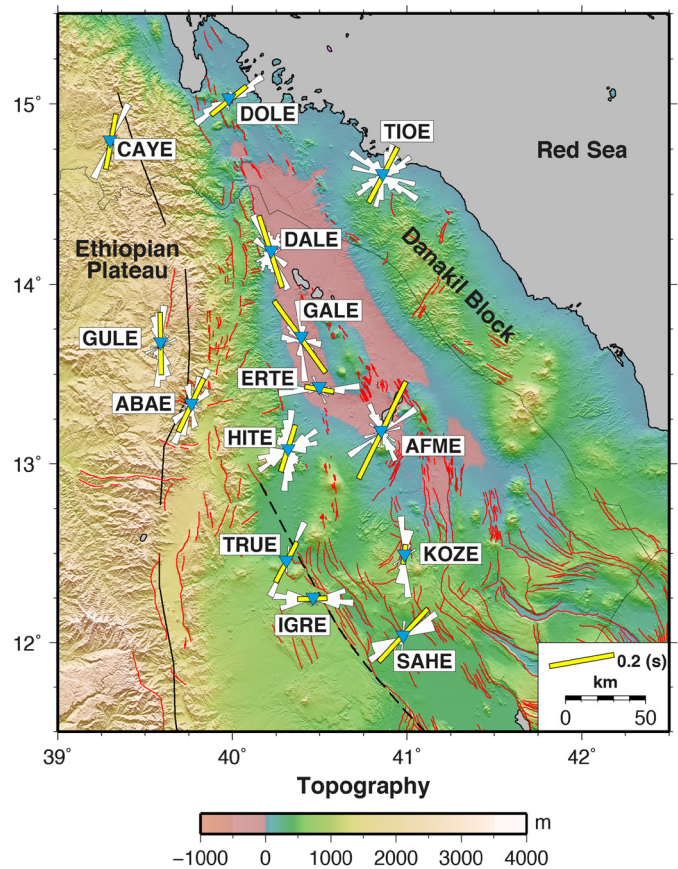 15°
DOLE
TIOE
CAYE
Red Sea
Ethiopian
Plateau
DALE
Danakil Block
14°
GALE
GULE
ERTE
ABAE
HITE
AFME
13°
TRUE
KOZE
IGRE
12°
SAHE
0.2 (s)
km
0 50
39° 40° 41° 42°
Topography
m
−1000 0 1000 2000 3000 4000